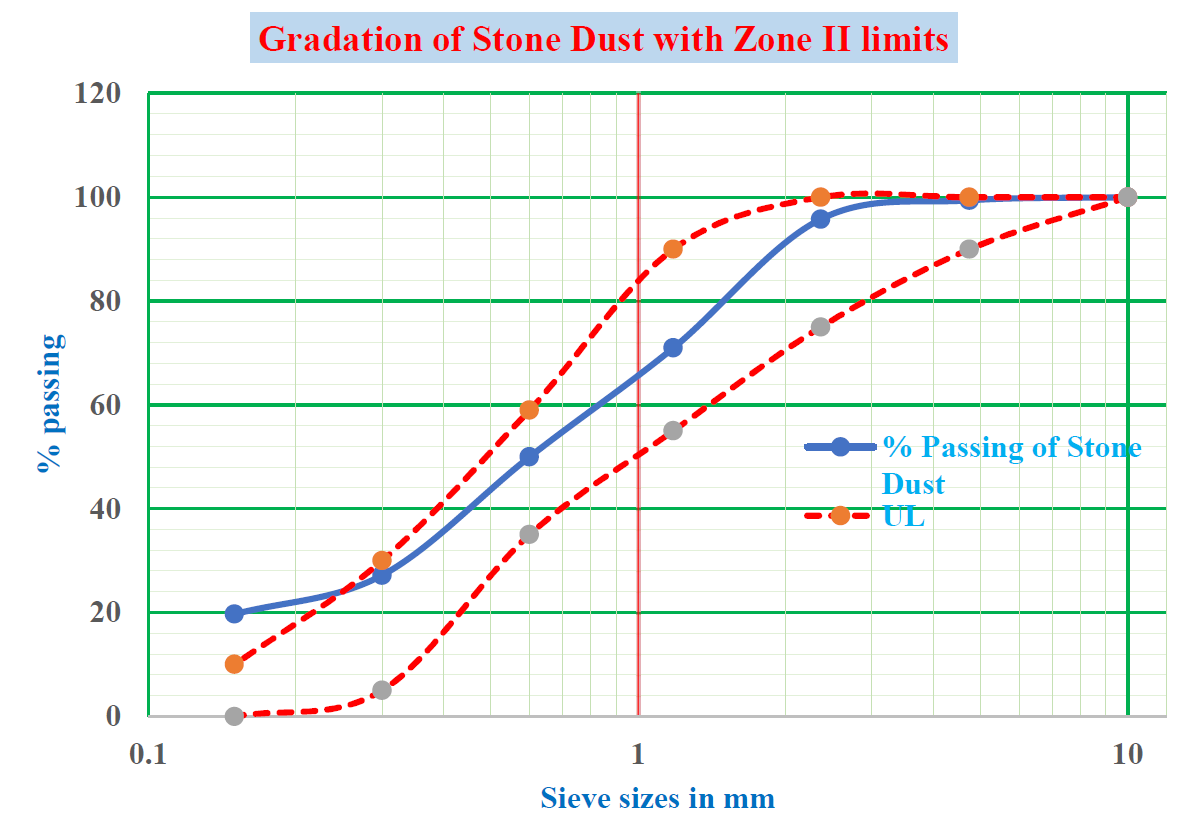 Gradation of Stone Dust with Zone II limits
120
100
80
60
40
20
0
% passing
% Passing of Stone
Dust
UL
0.1
1
10
Sieve sizes in mm